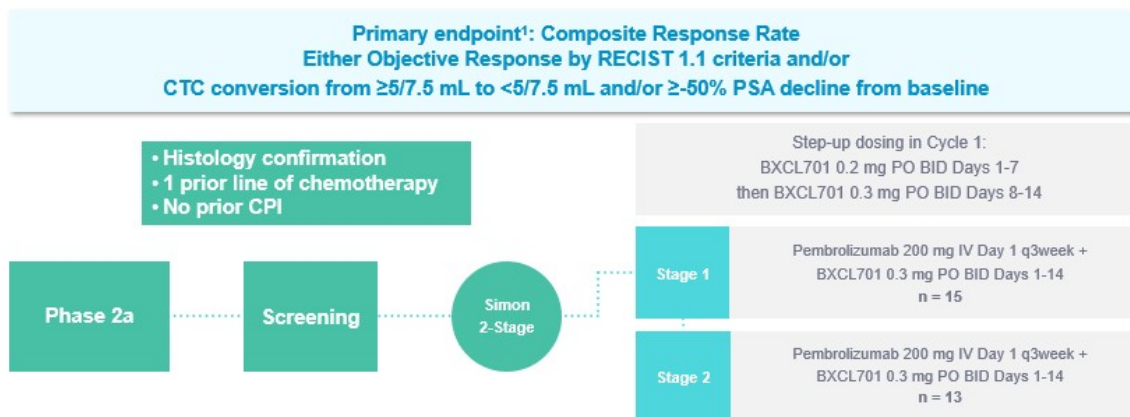 Primary endpoint¹: Composite Response Rate
Either Objective Response by RECIST 1.1 criteria and/or
CTC conversion from ≥5/7.5 mL to <5/7.5 mL and/or ≥-50% PSA decline from baseline
• Histology confirmation
• 1 prior line of chemotherapy
• No prior CPI
Step-up dosing in Cycle 1:
BXCL701 0.2 mg PO BID Days 1-7
then BXCL701 0.3 mg PO BID Days 8-14
Phase 2a
Screening
Simon
2-Stage
Stage 1
Pembrolizumab 200 mg IV Day 1 q3week +
BXCL701 0.3 mg PO BID Days 1-14
n = 15
Stage 2
Pembrolizumab 200 mg IV Day 1 q3week +
BXCL701 0.3 mg PO BID Days 1-14
n = 13